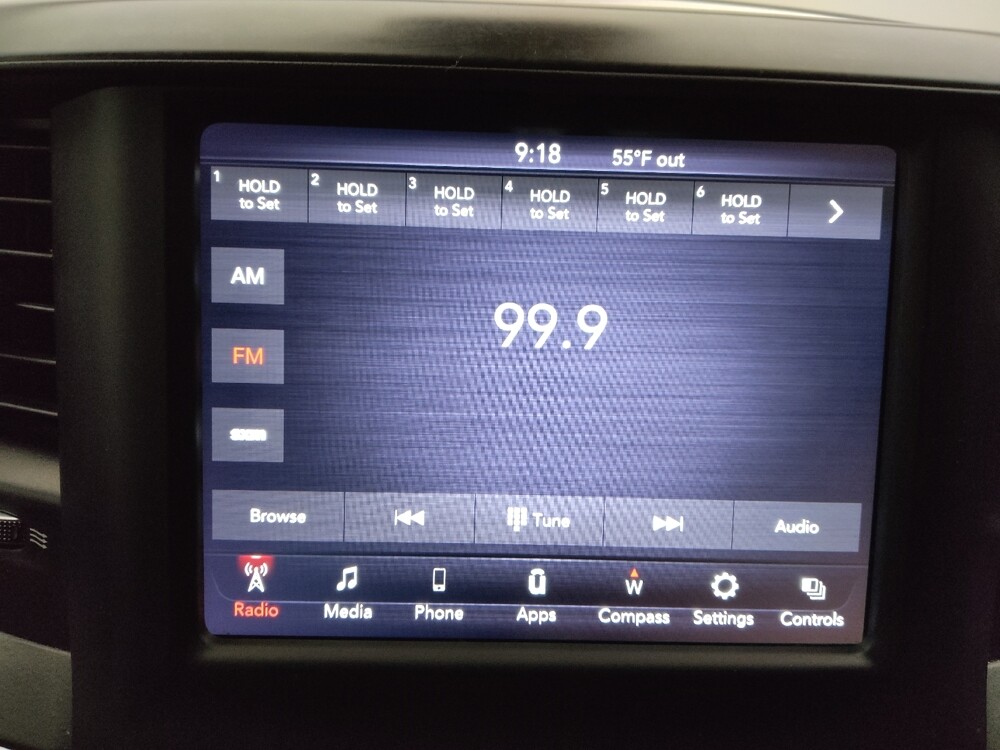 9:18 55°F out
1 HOLD to Set
2 HOLD to Set
3 HOLD to Set
4 HOLD to Set
5 HOLD to Set
6 HOLD to Set
AM
99.9
FM
Browse
Tune
Audio
Radio
Media
Phone
Apps
W
Compass
Settings
Controls